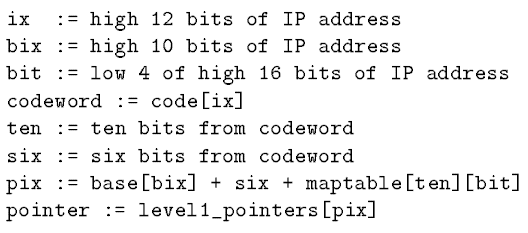 ix  := high 12 bits of IP address
bix := high 10 bits of IP address
bit := low 4 of high 16 bits of IP address
codeword := code[ix]
ten := ten bits from codeword
six := six bits from codeword
pix := base[bix] + six + maptable[ten][bit]
pointer := level1_pointers[pix]